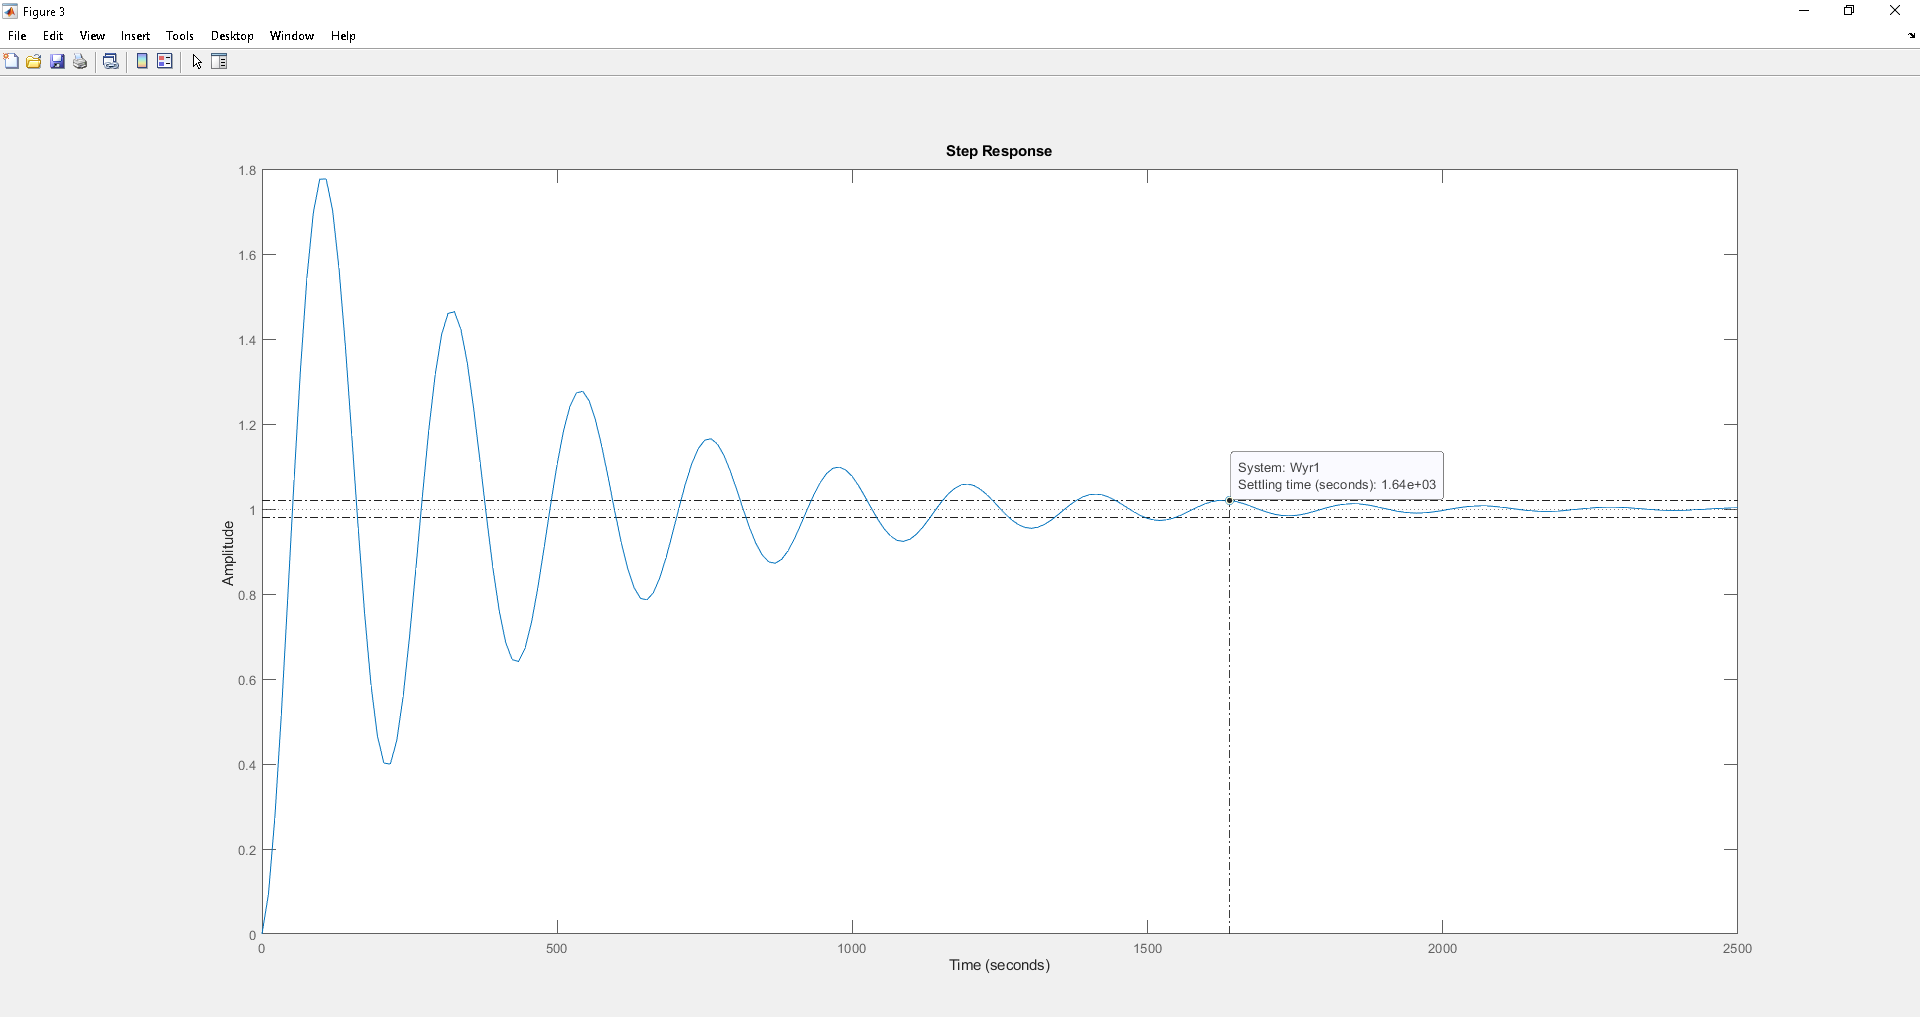 Figure 3
File Edit View Insert Tools Desktop Window Help
Step Response
1.8
1.6
1.4
1.2
1
0.8
0.6
0.4
0.2
0
Amplitude
System: Wyr1
Settling time (seconds): 1.64e+03
0 500 1000 1500 2000 2500
Time (seconds)